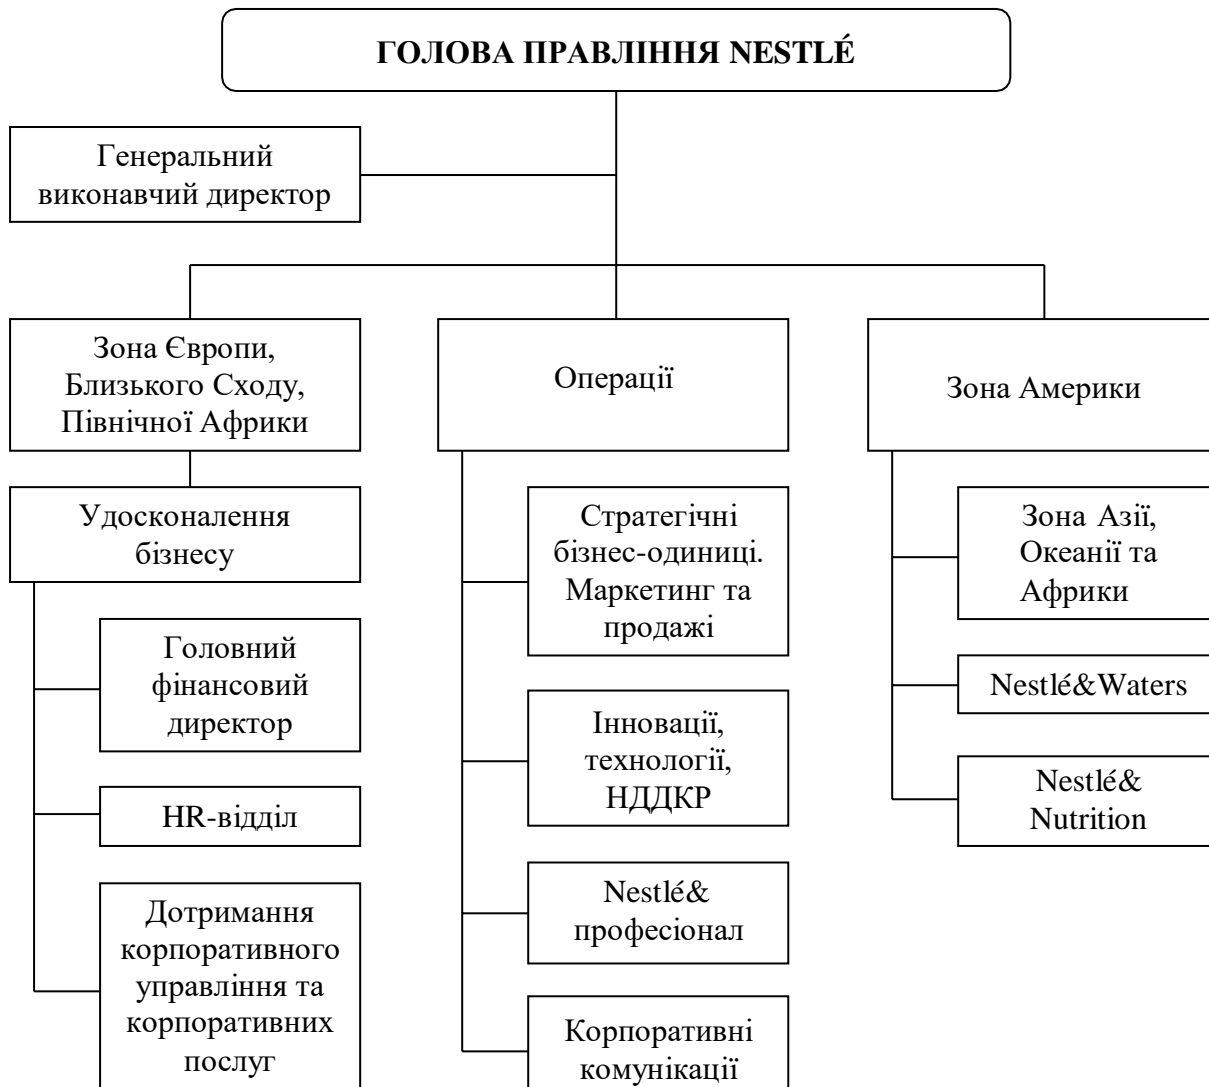 ГОЛОВА ПРАВЛІННЯ NESTLÉ
Генеральний
виконавчий директор
Зона Європи,
Близького Сходу,
Північної Африки
Операції
Зона Америки
Удосконалення
бізнесу
Головний
фінансовий
директор
HR-відділ
Дотримання
корпоративного
управління та
корпоративних
послуг
Стратегічні
бізнес-одиниці.
Маркетинг та
продажі
Інновації,
технології,
НДДКР
Nestlé&
професіонал
Корпоративні
комунікації
Зона Азії,
Океанії та
Африки
Nestlé&Waters
Nestlé&
Nutrition